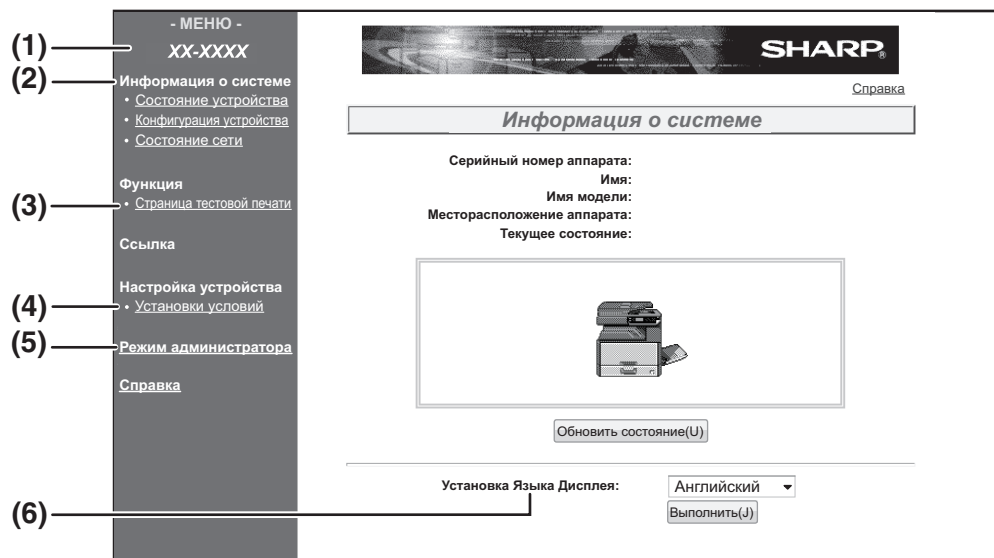 - МЕНЮ -
(1)
XX-XXXX
(2)
Информация о системе
• Состояние устройства
• Конфигурация устройства
• Состояние сети
Функция
(3)
• Страница тестовой печати
Ссылка
Настройка устройства
(4)
• Установки условий
(5)
Режим администратора
Справка
(6)
SHARP®
Справка
Информация о системе
Серийный номер аппарата:
Имя:
Имя модели:
Месторасположение аппарата:
Текущее состояние:
Обновить состояние(U)
Установка Языка Дисплея:
Английский
Выполнить(J)